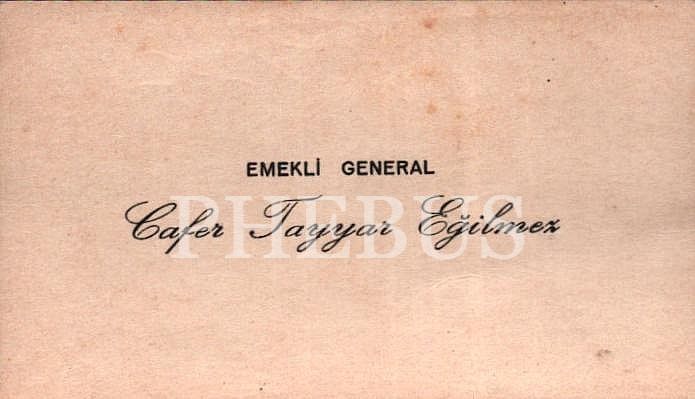 EMEKLİ GENERAL
Cafer Tayyar Eğilmez
PHEBUS